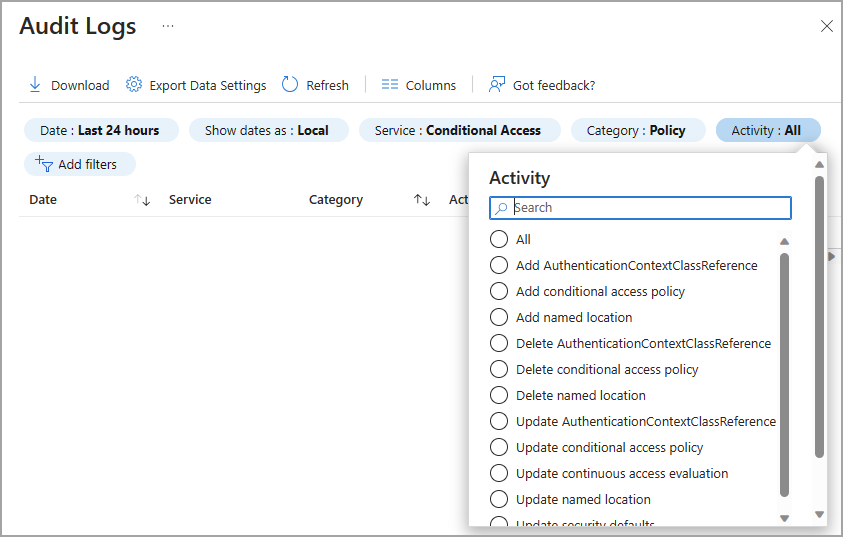 Audit Logs ...
Download Export Data Settings Refresh Columns Got feedback?
Date : Last 24 hours Show dates as : Local Service : Conditional Access Category : Policy Activity : All
Add filters
Date Service Category Act
Activity
Search
All
Add AuthenticationContextClassReference
Add conditional access policy
Add named location
Delete AuthenticationContextClassReference
Delete conditional access policy
Delete named location
Update AuthenticationContextClassReference
Update conditional access policy
Update continuous access evaluation
Update named location
Update security defaults